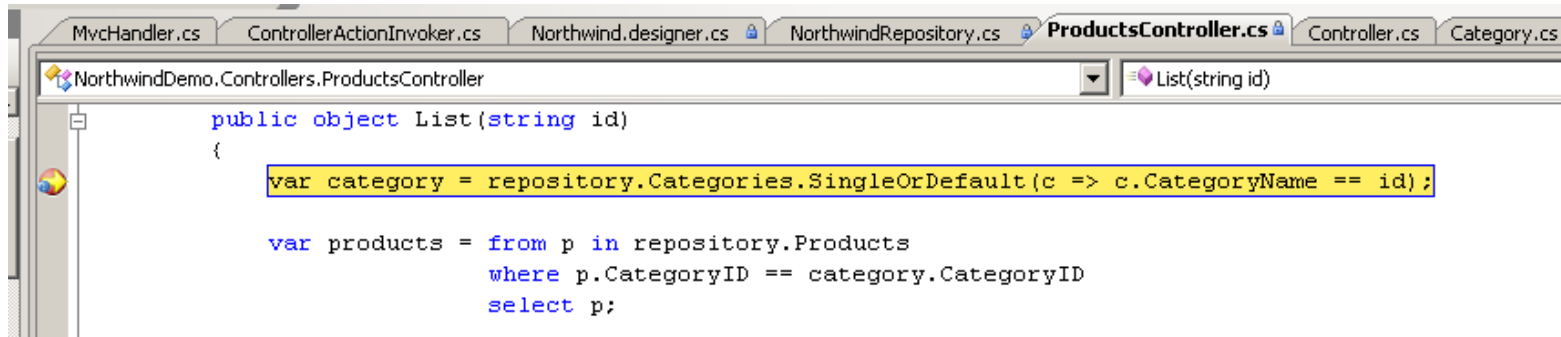 MvcHandler.cs ControllerActionInvoker.cs Northwind.designer.cs NorthwindRepository.cs ProductsController.cs Controller.cs Category.cs
NorthwindDemo.Controllers.ProductsController List(string id)
public object List(string id)
{
var category = repository.Categories.SingleOrDefault(c => c.CategoryName == id);
var products = from p in repository.Products
where p.CategoryID == category.CategoryID
select p;